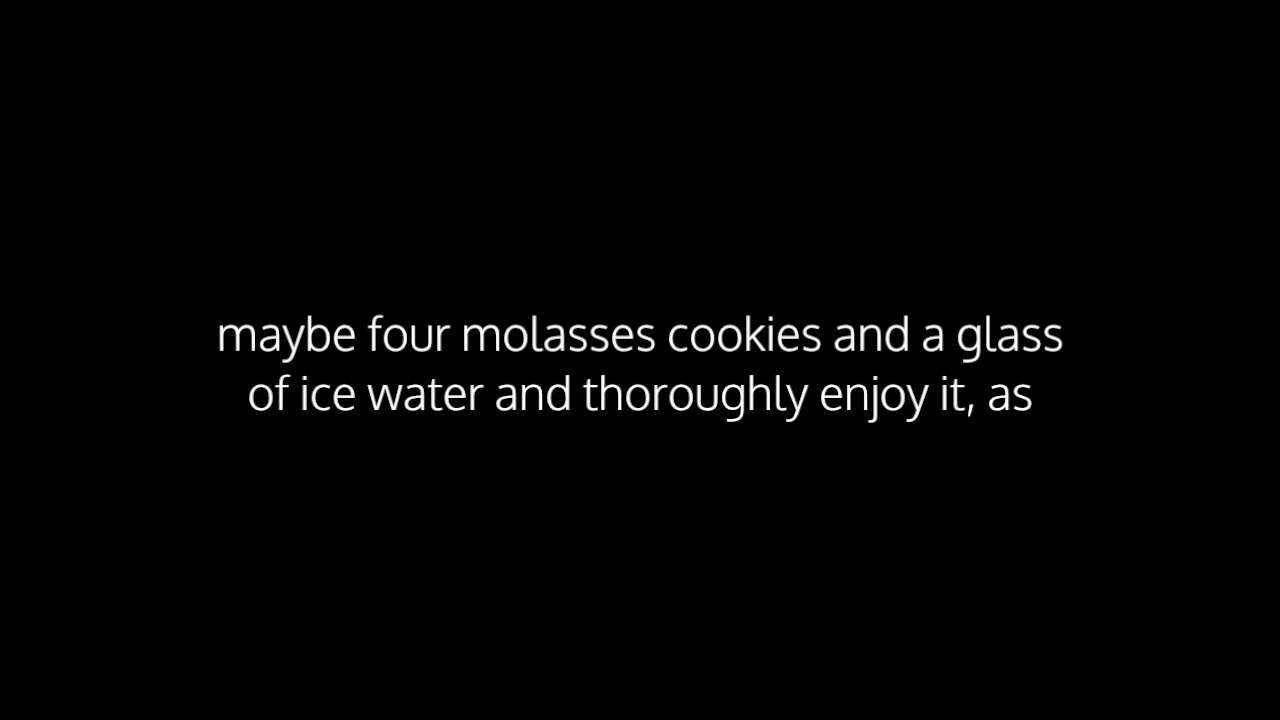 maybe four molasses cookies and a glass
of ice water and thoroughly enjoy it, as